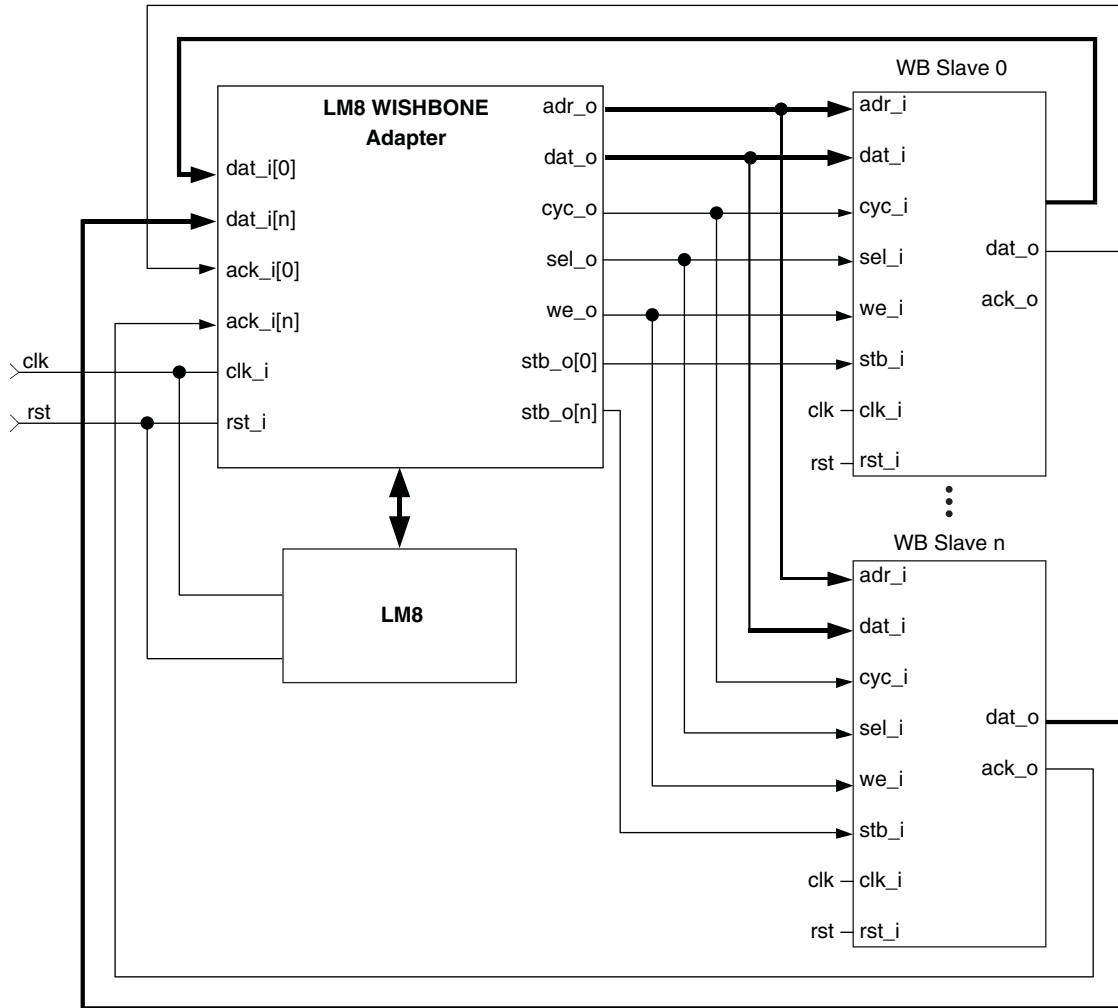 LM8 WISHBONE
Adapter
dat_i[0]
dat_i[n]
ack_i[0]
ack_i[n]
clk_i
rst_i
adr_o
dat_o
cyc_o
sel_o
we_o
stb_o[0]
stb_o[n]
clk
rst
LM8
WB Slave 0
adr_i
dat_i
cyc_i
sel_i
we_i
stb_i
clk clk_i
rst rst_i
dat_o
ack_o
WB Slave n
adr_i
dat_i
cyc_i
sel_i
we_i
stb_i
clk clk_i
rst rst_i
dat_o
ack_o